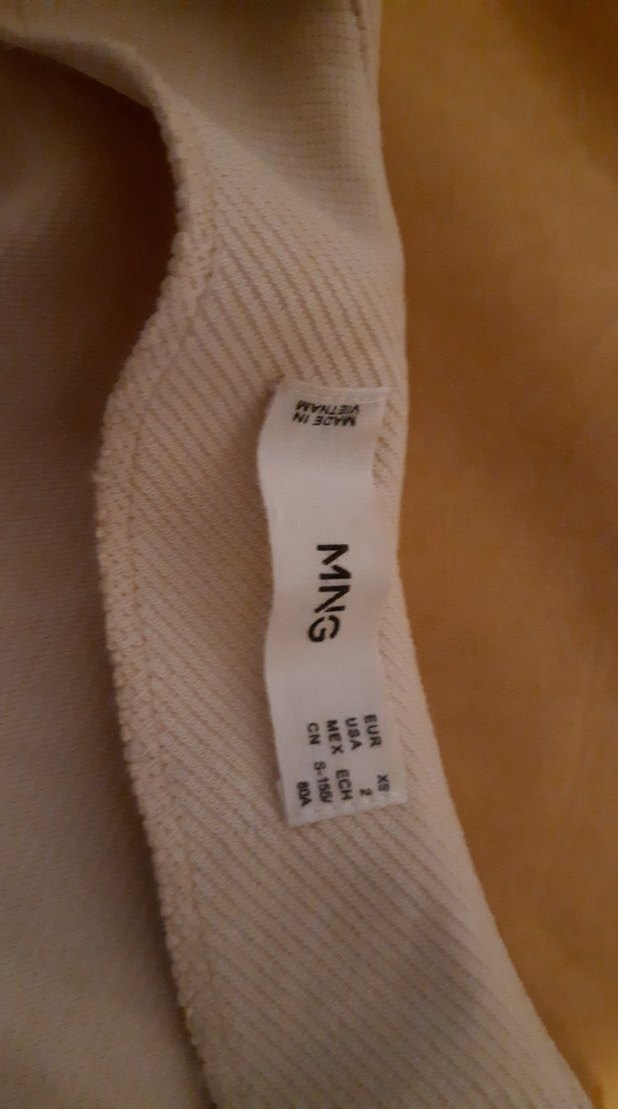 MADE IN
VIETNAM
MNG
EUR XS
USA 2
MEX ECH
CN S-155/
80A